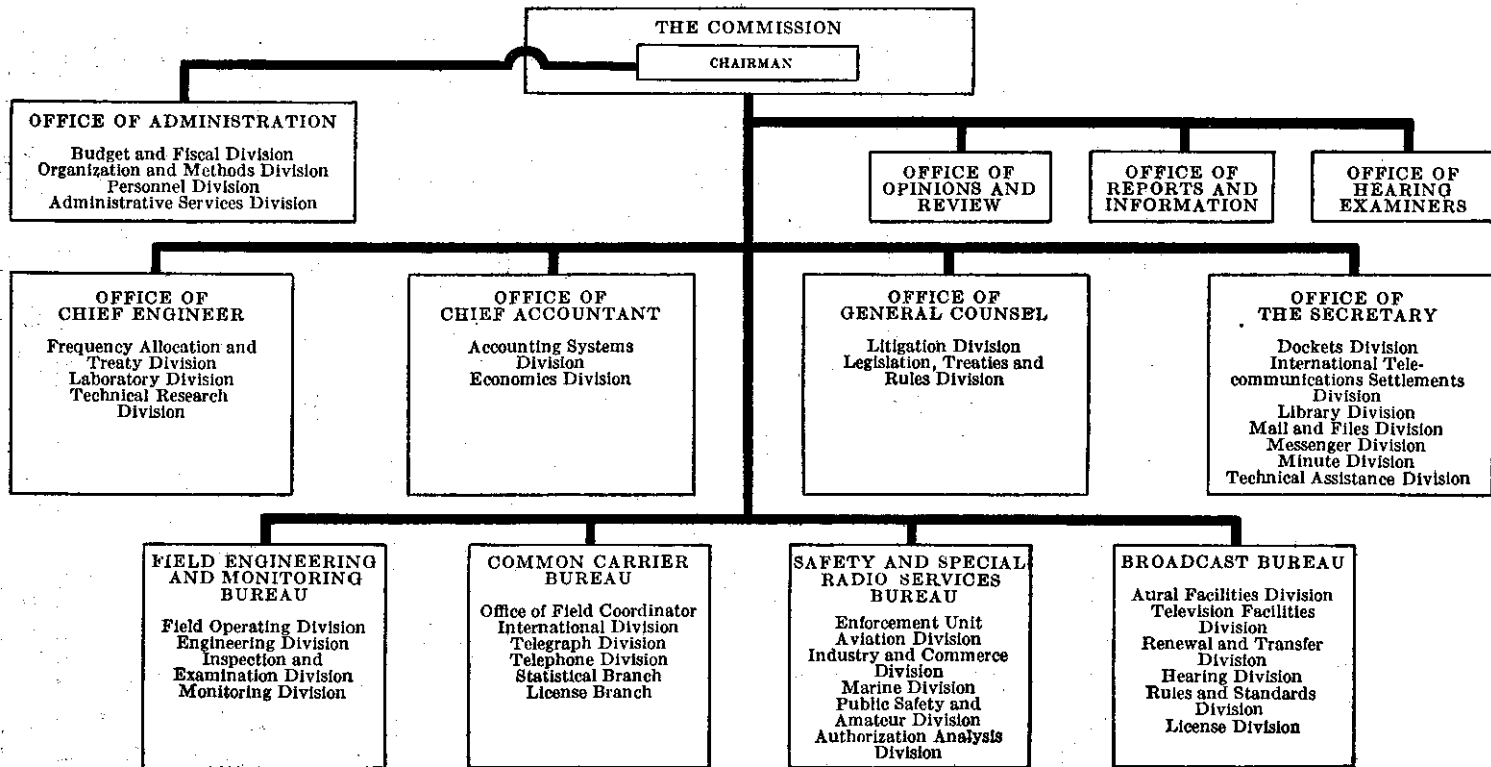 THE COMMISSION
CHAIRMAN
OFFICE OF ADMINISTRATION
Budget and Fiscal Division
Organization and Methods Division
Personnel Division
Administrative Services Division
OFFICE OF
OPINIONS AND
REVIEW
OFFICE OF
REPORTS AND
INFORMATION
OFFICE OF
HEARING
EXAMINERS
OFFICE OF
CHIEF ENGINEER
Frequency Allocation and
Treaty Division
Laboratory Division
Technical Research
Division
OFFICE OF
CHIEF ACCOUNTANT
Accounting Systems
Division
Economics Division
OFFICE OF
GENERAL COUNSEL
Litigation Division
Legislation, Treaties and
Rules Division
OFFICE OF
THE SECRETARY
Dockets Division
International Tele-
communications Settlements
Division
Library Division
Mail and Files Division
Messenger Division
Minute Division
Technical Assistance Division
FIELD ENGINEERING
AND MONITORING
BUREAU
Field Operating Division
Engineering Division
Inspection and
Examination Division
Monitoring Division
COMMON CARRIER
BUREAU
Office of Field Coordinator
International Division
Telegraph Division
Telephone Division
Statistical Branch
License Branch
SAFETY AND SPECIAL
RADIO SERVICES
BUREAU
Enforcement Unit
Aviation Division
Industry and Commerce
Division
Marine Division
Public Safety and
Amateur Division
Authorization Analysis
Division
BROADCAST BUREAU
Aural Facilities Division
Television Facilities
Division
Renewal and Transfer
Division
Hearing Division
Rules and Standards
Division
License Division